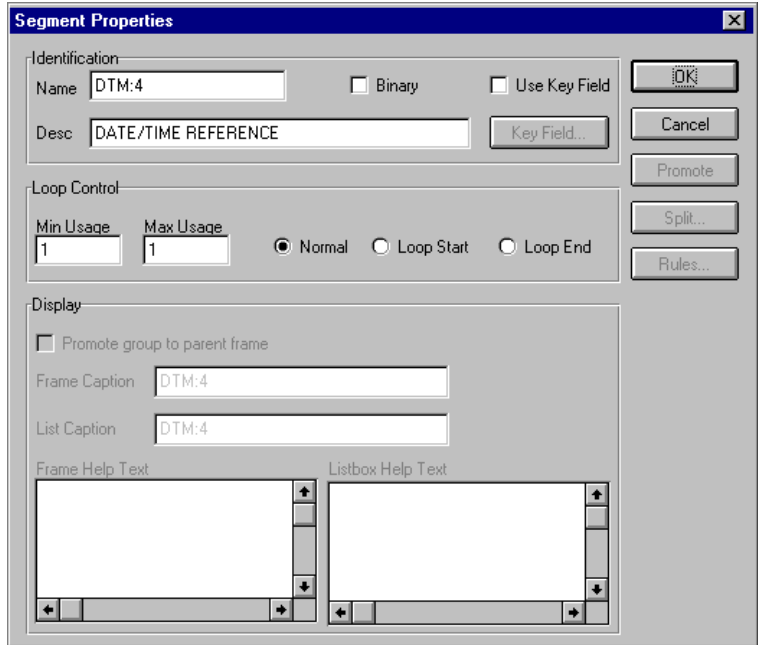 Segment Properties
Identification
Name DTM:4 Binary Use Key Field
Desc DATE/TIME REFERENCE Key Field...
OK
Cancel
Promote
Split...
Rules...
Loop Control
Min Usage Max Usage
1 1 Normal Loop Start Loop End
Display
Promote group to parent frame
Frame Caption DTM:4
List Caption DTM:4
Frame Help Text Listbox Help Text